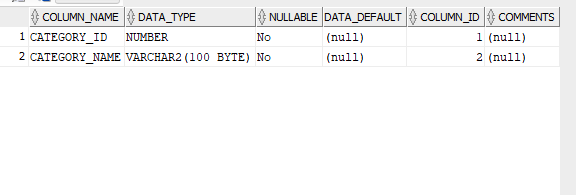 COLUMN_NAME DATA_TYPE NULLABLE DATA_DEFAULT COLUMN_ID COMMENTS
1 CATEGORY_ID NUMBER No (null) 1 (null)
2 CATEGORY_NAME VARCHAR2(100 BYTE) No (null) 2 (null)